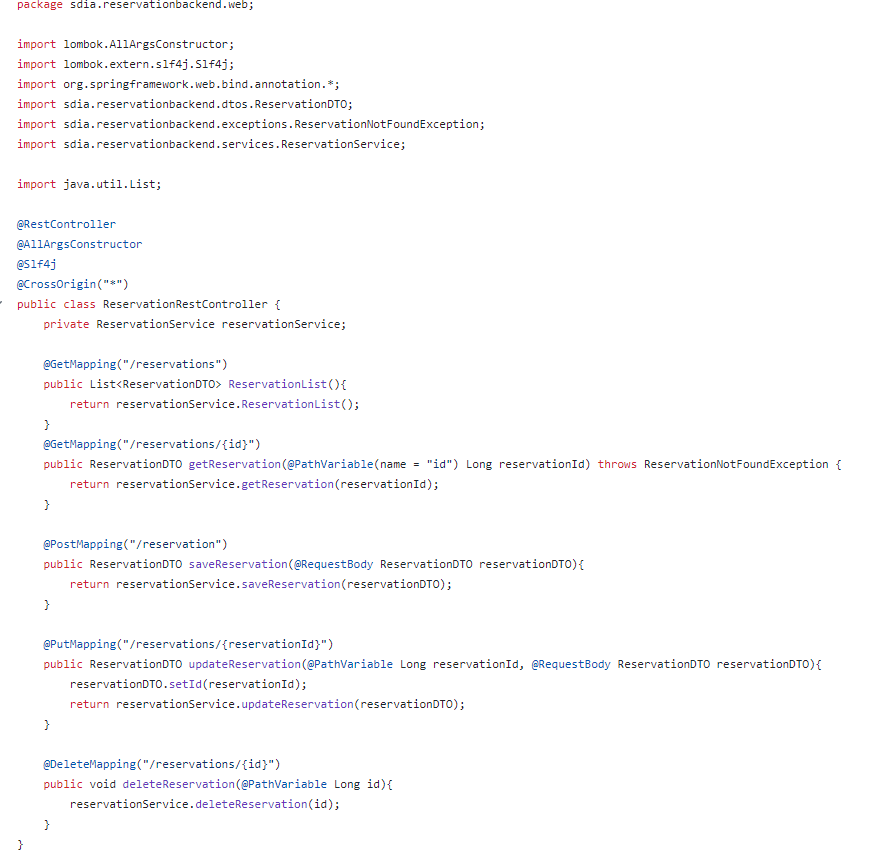 package sdia.reservationbackend.web;
import lombok.AllArgsConstructor;
import lombok.extern.slf4j.Slf4j;
import org.springframework.web.bind.annotation.*;
import sdia.reservationbackend.dtos.ReservationDTO;
import sdia.reservationbackend.exceptions.ReservationNotFoundException;
import sdia.reservationbackend.services.ReservationService;
import java.util.List;
@RestController
@AllArgsConstructor
@Slf4j
@CrossOrigin("*")
public class ReservationRestController {
    private ReservationService reservationService;
    @GetMapping("/reservations")
    public List<ReservationDTO> ReservationList(){
        return reservationService.ReservationList();
    }
    @GetMapping("/reservations/{id}")
    public ReservationDTO getReservation(@PathVariable(name = "id") Long reservationId) throws ReservationNotFoundException {
        return reservationService.getReservation(reservationId);
    }
    @PostMapping("/reservation")
    public ReservationDTO saveReservation(@RequestBody ReservationDTO reservationDTO){
        return reservationService.saveReservation(reservationDTO);
    }
    @PutMapping("/reservations/{reservationId}")
    public ReservationDTO updateReservation(@PathVariable Long reservationId, @RequestBody ReservationDTO reservationDTO){
        reservationDTO.setId(reservationId);
        return reservationService.updateReservation(reservationDTO);
    }
    @DeleteMapping("/reservations/{id}")
    public void deleteReservation(@PathVariable Long id){
        reservationService.deleteReservation(id);
    }
}